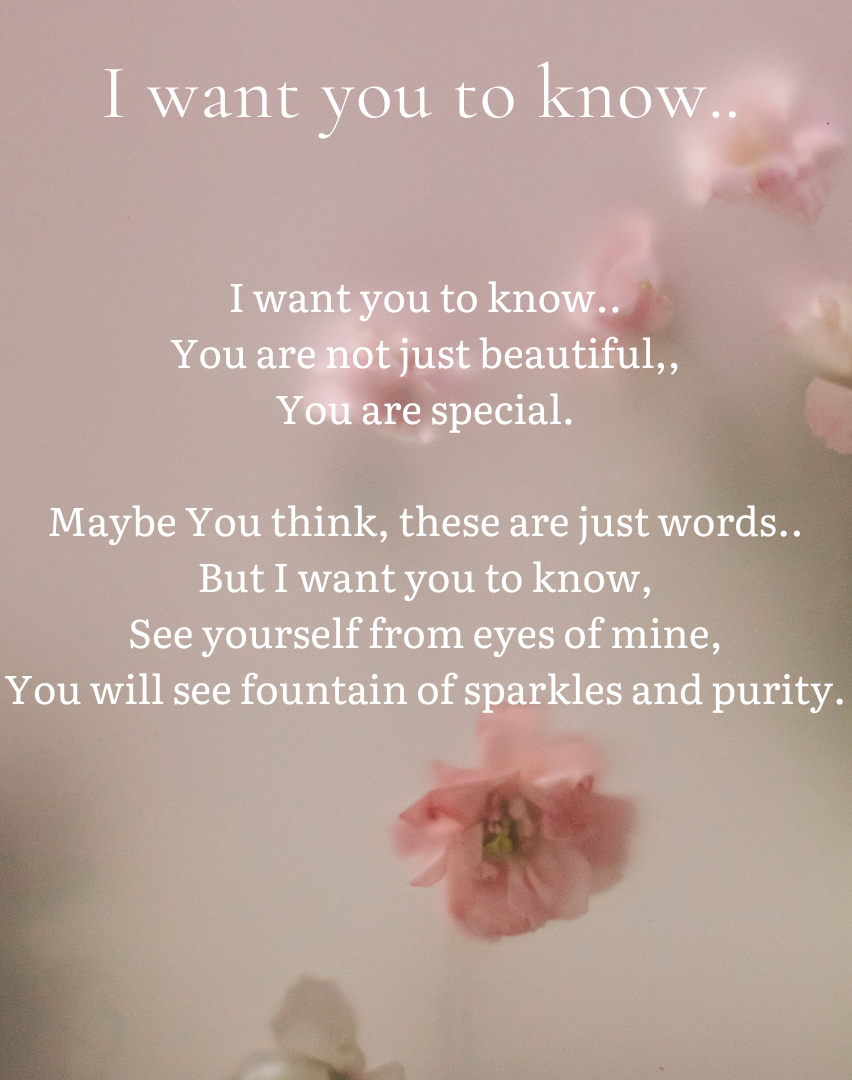 I want you to know..
I want you to know..
You are not just beautiful,,
You are special.
Maybe You think, these are just words..
But I want you to know,
See yourself from eyes of mine,
You will see fountain of sparkles and purity.